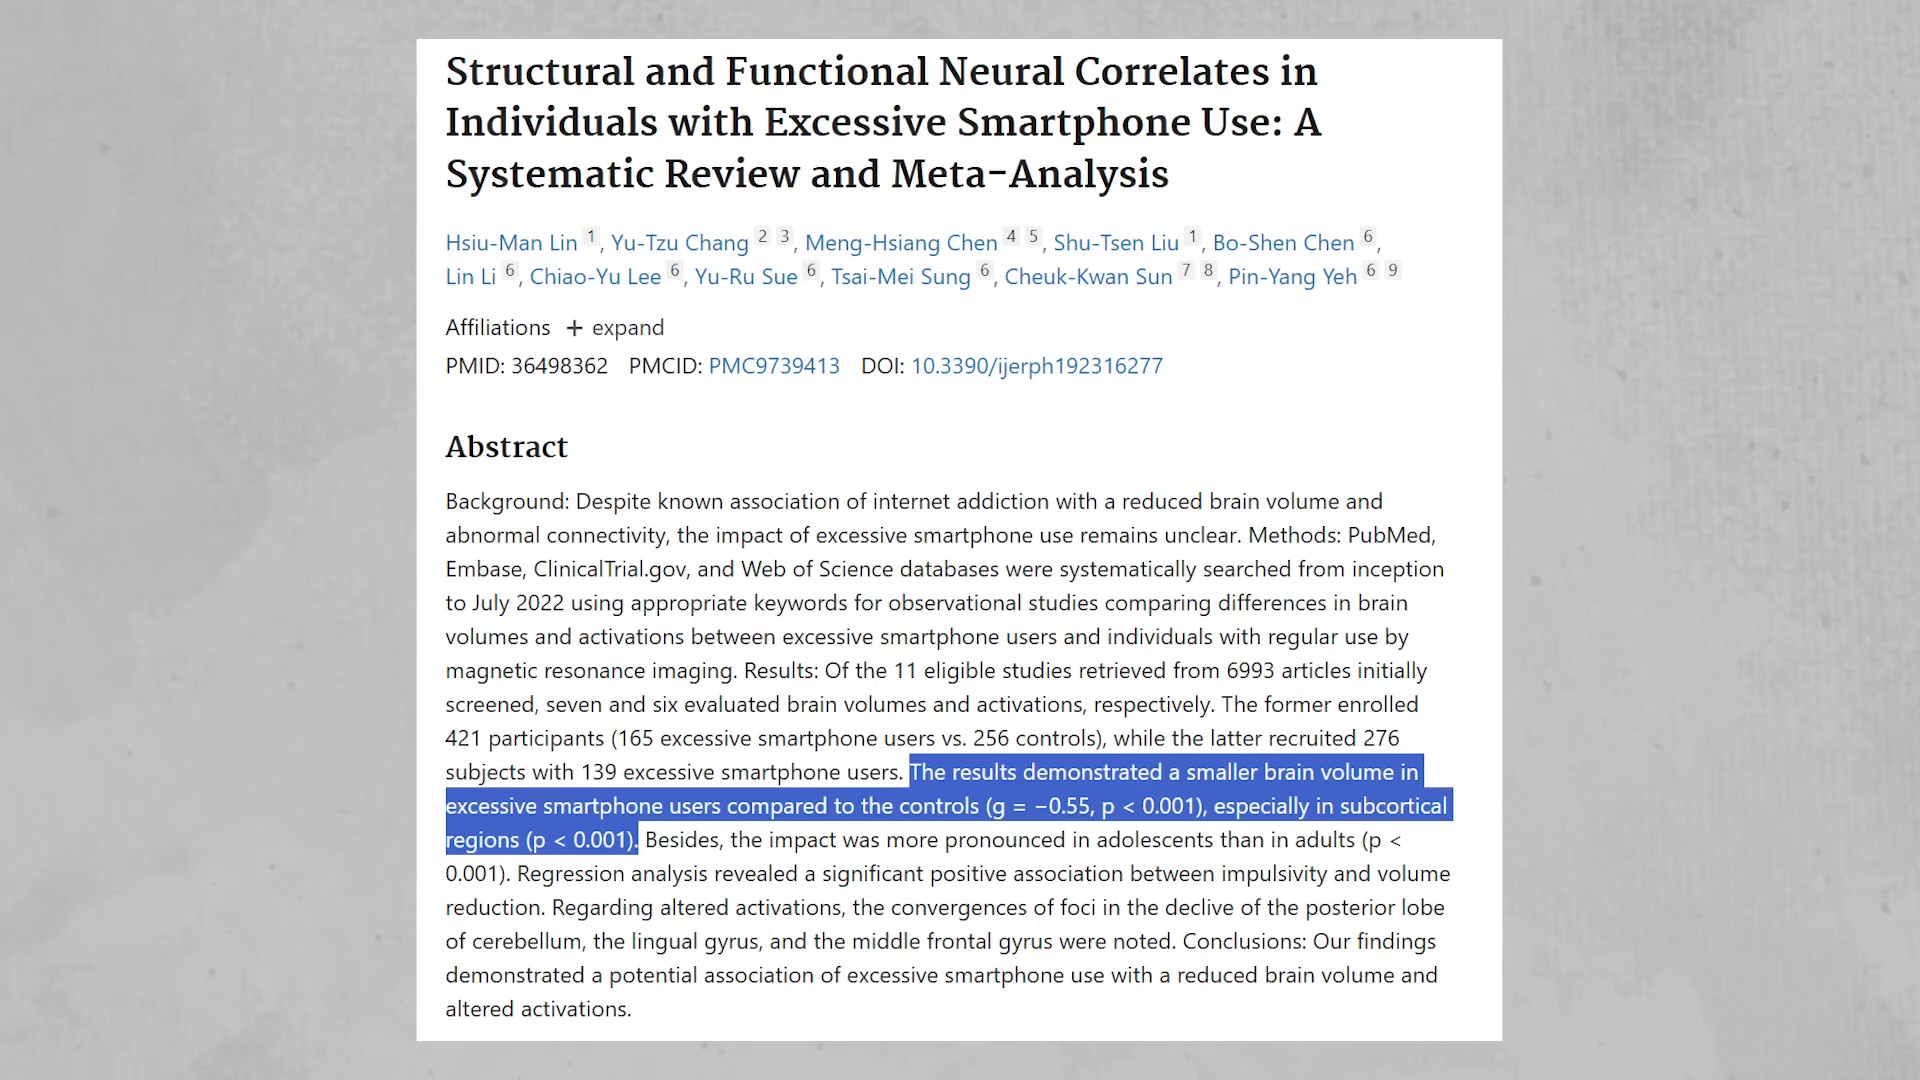 Structural and Functional Neural Correlates in
Individuals with Excessive Smartphone Use: A
Systematic Review and Meta-Analysis
Hsiu-Man Lin 1, Yu-Tzu Chang 2 3, Meng-Hsiang Chen 4 5, Shu-Tsen Liu 1, Bo-Shen Chen 6,
Lin Li 6, Chiao-Yu Lee 6, Yu-Ru Sue 6, Tsai-Mei Sung 6, Cheuk-Kwan Sun 7 8, Pin-Yang Yeh 6 9
Affiliations + expand
PMID: 36498362 PMCID: PMC9739413 DOI: 10.3390/ijerph192316277
Abstract
Background: Despite known association of internet addiction with a reduced brain volume and
abnormal connectivity, the impact of excessive smartphone use remains unclear. Methods: PubMed,
Embase, ClinicalTrial.gov, and Web of Science databases were systematically searched from inception
to July 2022 using appropriate keywords for observational studies comparing differences in brain
volumes and activations between excessive smartphone users and individuals with regular use by
magnetic resonance imaging. Results: Of the 11 eligible studies retrieved from 6993 articles initially
screened, seven and six evaluated brain volumes and activations, respectively. The former enrolled
421 participants (165 excessive smartphone users vs. 256 controls), while the latter recruited 276
subjects with 139 excessive smartphone users. The results demonstrated a smaller brain volume in
excessive smartphone users compared to the controls (g = −0.55, p < 0.001), especially in subcortical
regions (p < 0.001). Besides, the impact was more pronounced in adolescents than in adults (p <
0.001). Regression analysis revealed a significant positive association between impulsivity and volume
reduction. Regarding altered activations, the convergences of foci in the declive of the posterior lobe
of cerebellum, the lingual gyrus, and the middle frontal gyrus were noted. Conclusions: Our findings
demonstrated a potential association of excessive smartphone use with a reduced brain volume and
altered activations.